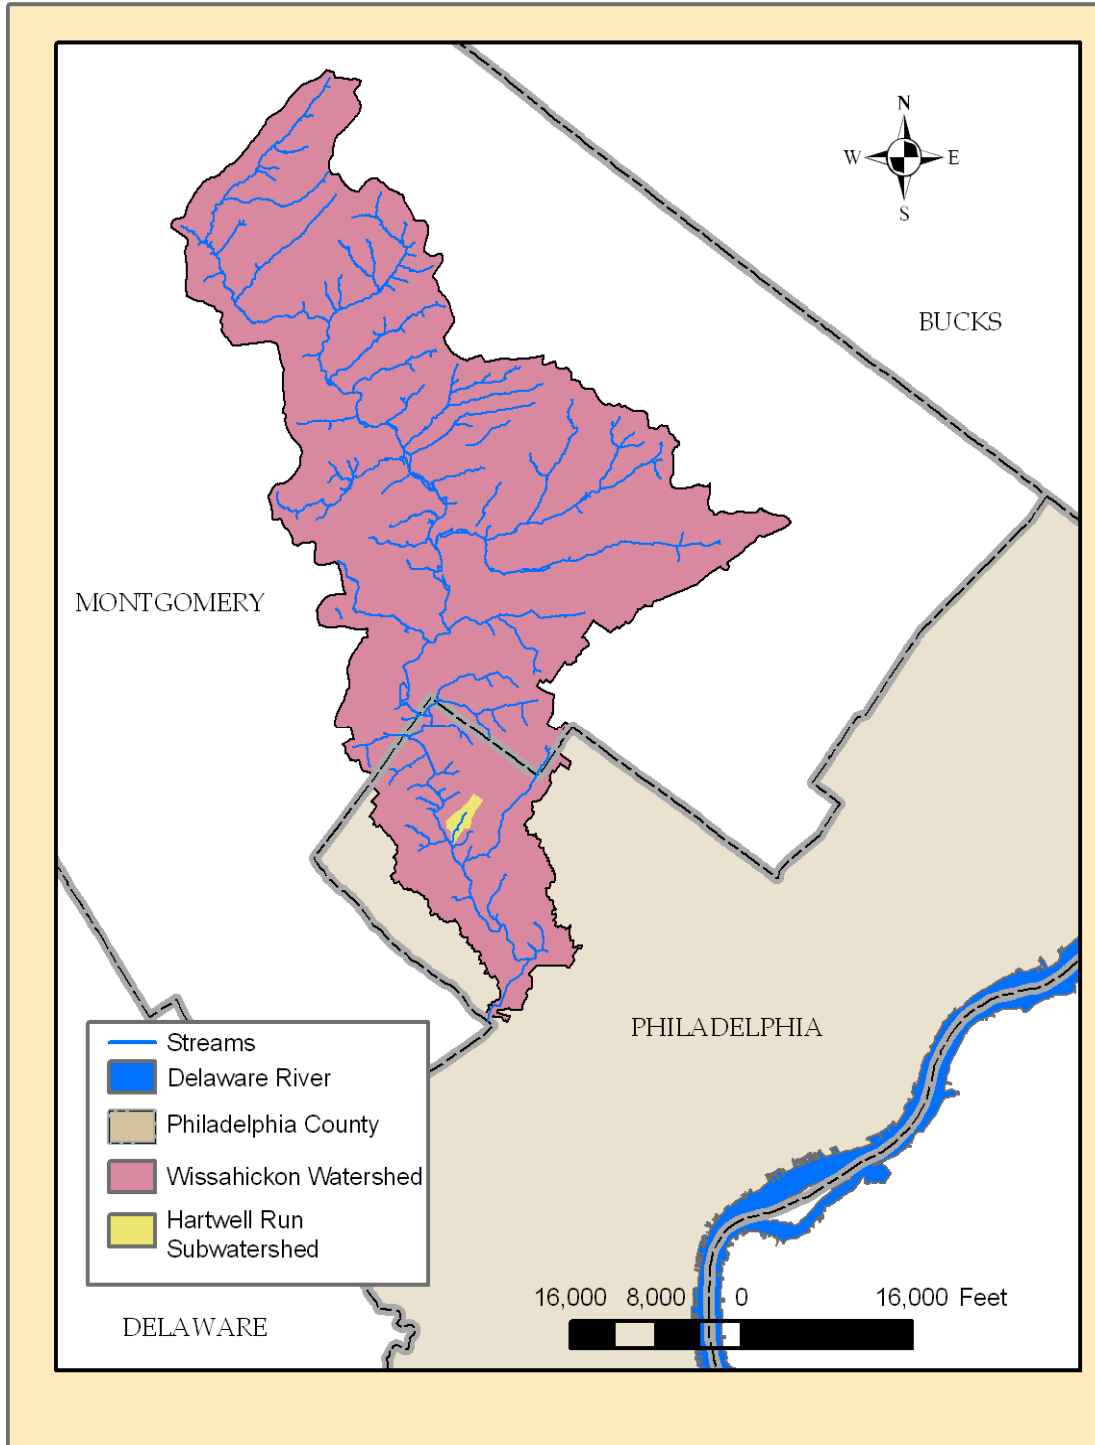 N
W E
S
BUCKS
MONTGOMERY
PHILADELPHIA
Streams
Delaware River
Philadelphia County
Wissahickon Watershed
Hartwell Run
Subwatershed
16,000 8,000 0 16,000 Feet
DELAWARE